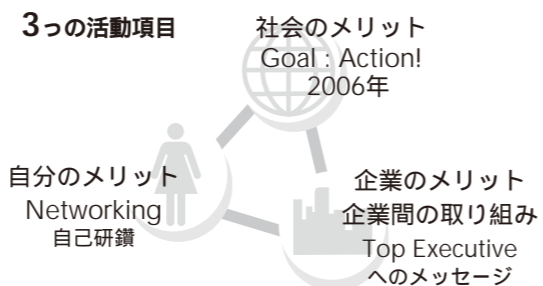 3つの活動項目
社会のメリット
Goal : Action!
2006年
自分のメリット
Networking
自己研鑽
企業のメリット
企業間の取り組み
Top Executive
へのメッセージ